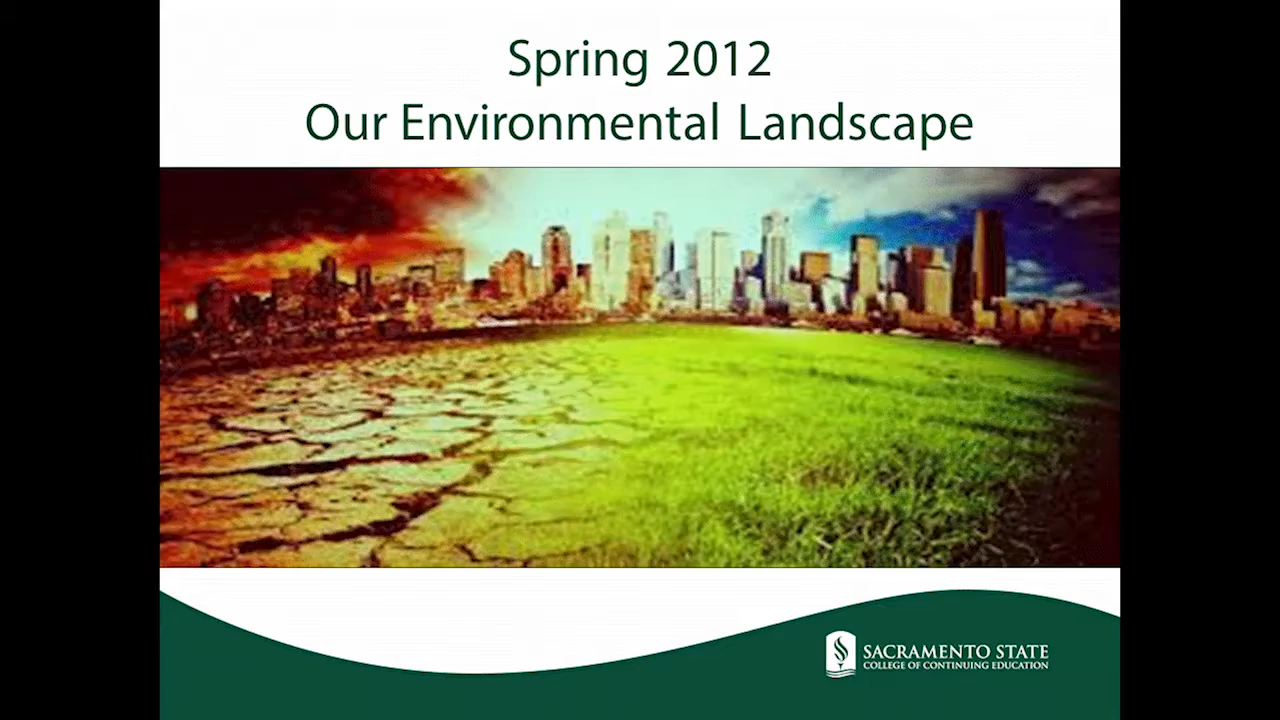 Spring 2012
Our Environmental Landscape
SACRAMENTO STATE
COLLEGE OF CONTINUING EDUCATION